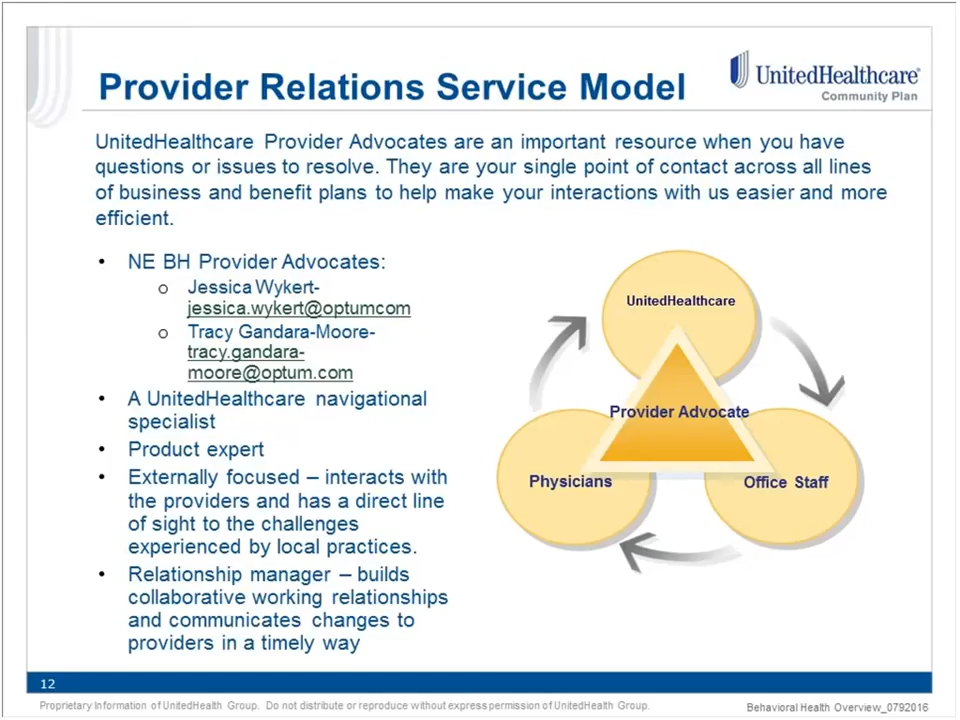 Provider Relations Service Model
UnitedHealthcare®
Community Plan
UnitedHealthcare Provider Advocates are an important resource when you have
questions or issues to resolve. They are your single point of contact across all lines
of business and benefit plans to help make your interactions with us easier and more
efficient.
• NE BH Provider Advocates:
o Jessica Wykert-
jessica.wykert@optumcom
o Tracy Gandara-Moore-
tracy.gandara-
moore@optum.com
• A UnitedHealthcare navigational
specialist
• Product expert
• Externally focused – interacts with
the providers and has a direct line
of sight to the challenges
experienced by local practices.
• Relationship manager – builds
collaborative working relationships
and communicates changes to
providers in a timely way
UnitedHealthcare
Provider Advocate
Physicians
Office Staff
12
Proprietary Information of UnitedHealth Group. Do not distribute or reproduce without express permission of UnitedHealth Group.
Behavioral Health Overview_0792016